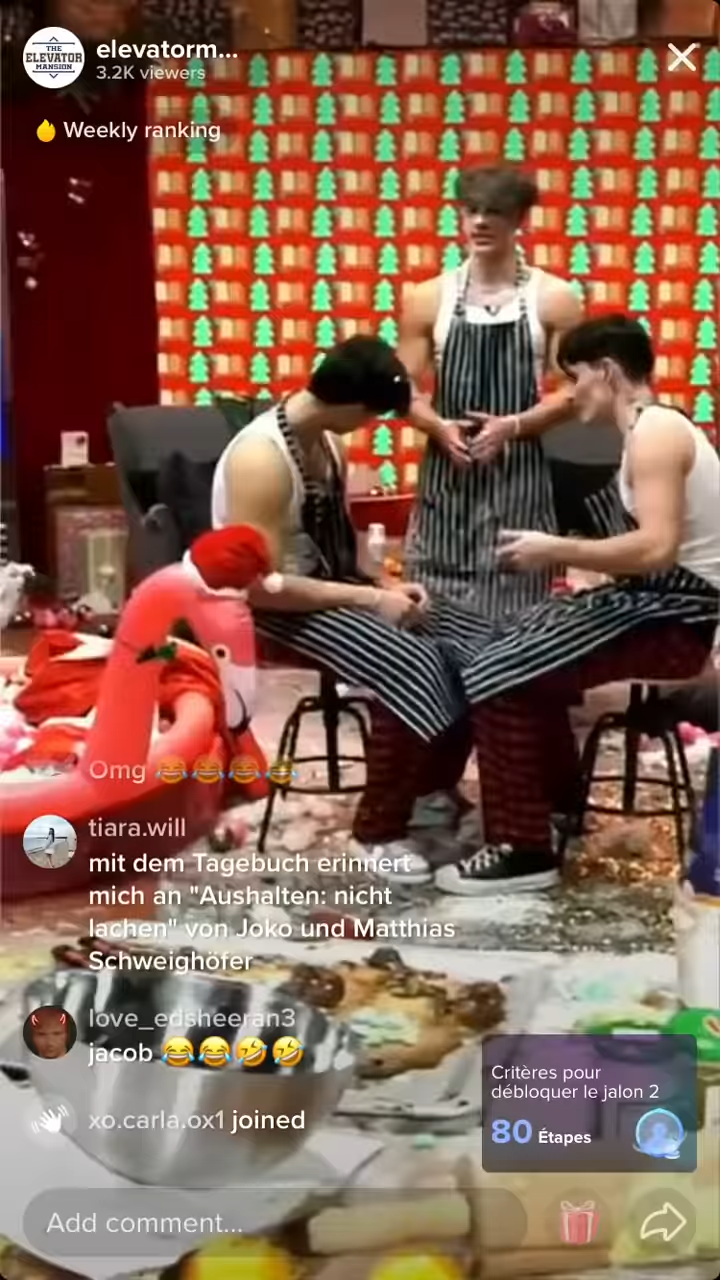 THE
ELEVATOR
MANSION
elevatorm...
3.2K viewers
Weekly ranking
Omg 😂😂😂😂
tiara.will
mit dem Tagebuch erinnert
mich an "Aushalten: nicht
lachen" von Joko und Matthias
Schweighöfer
love_edsheeran3
jacob 😂😂🤣🤣
xo.carla.ox1 joined
Critères pour
débloquer le jalon 2
80 Étapes
Add comment...